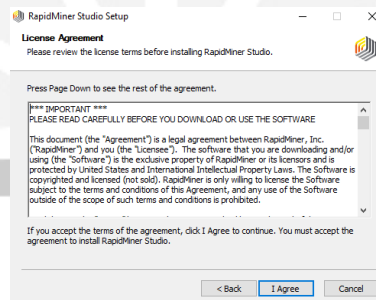 RapidMiner Studio Setup
License Agreement
Please review the license terms before installing RapidMiner Studio.
Press Page Down to see the rest of the agreement.
*** IMPORTANT ***
PLEASE READ CAREFULLY BEFORE YOU DOWNLOAD OR USE THE SOFTWARE
This document (the "Agreement") is a legal agreement between RapidMiner, Inc.
("RapidMiner") and you (the "Licensee"). The software that you are downloading and/or
using (the "Software") is the exclusive property of RapidMiner or its licensors and is
protected by United States and International Intellectual Property Laws. The Software is
copyrighted and licensed (not sold). RapidMiner is only willing to license the Software
subject to the terms and conditions of this Agreement, and any use of the Software
outside of the scope of such terms and conditions is prohibited.
If you accept the terms of the agreement, click I Agree to continue. You must accept the
agreement to install RapidMiner Studio.
< Back
I Agree
Cancel